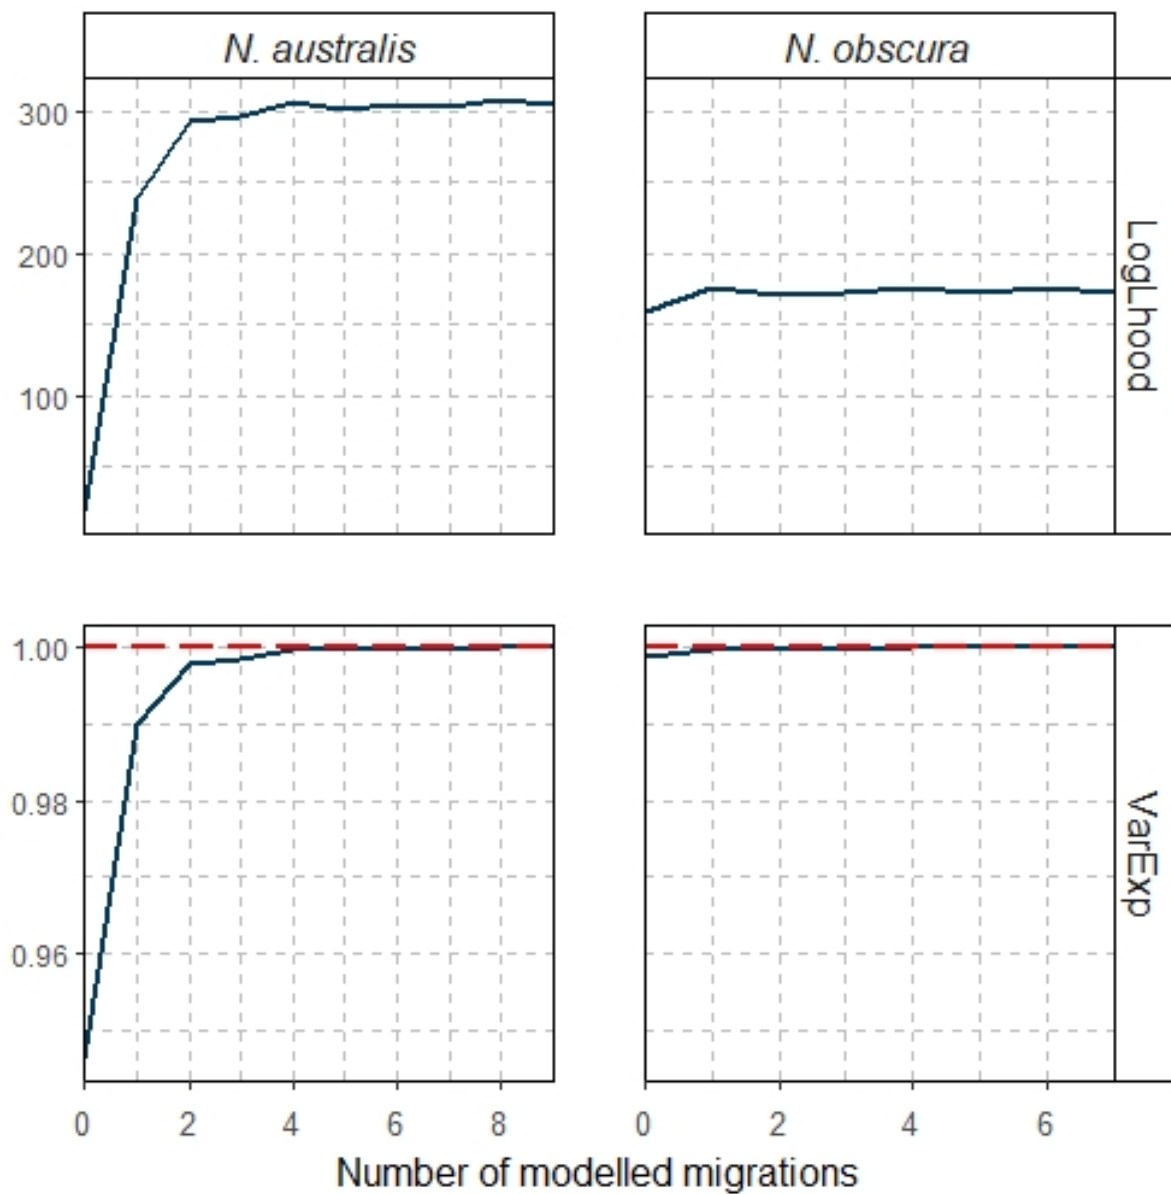 N. australis
N. obscura
300
200
100
LogLhood
1.00
0.98
0.96
VarExp
0 2 4 6 8
0 2 4 6
Number of modelled migrations